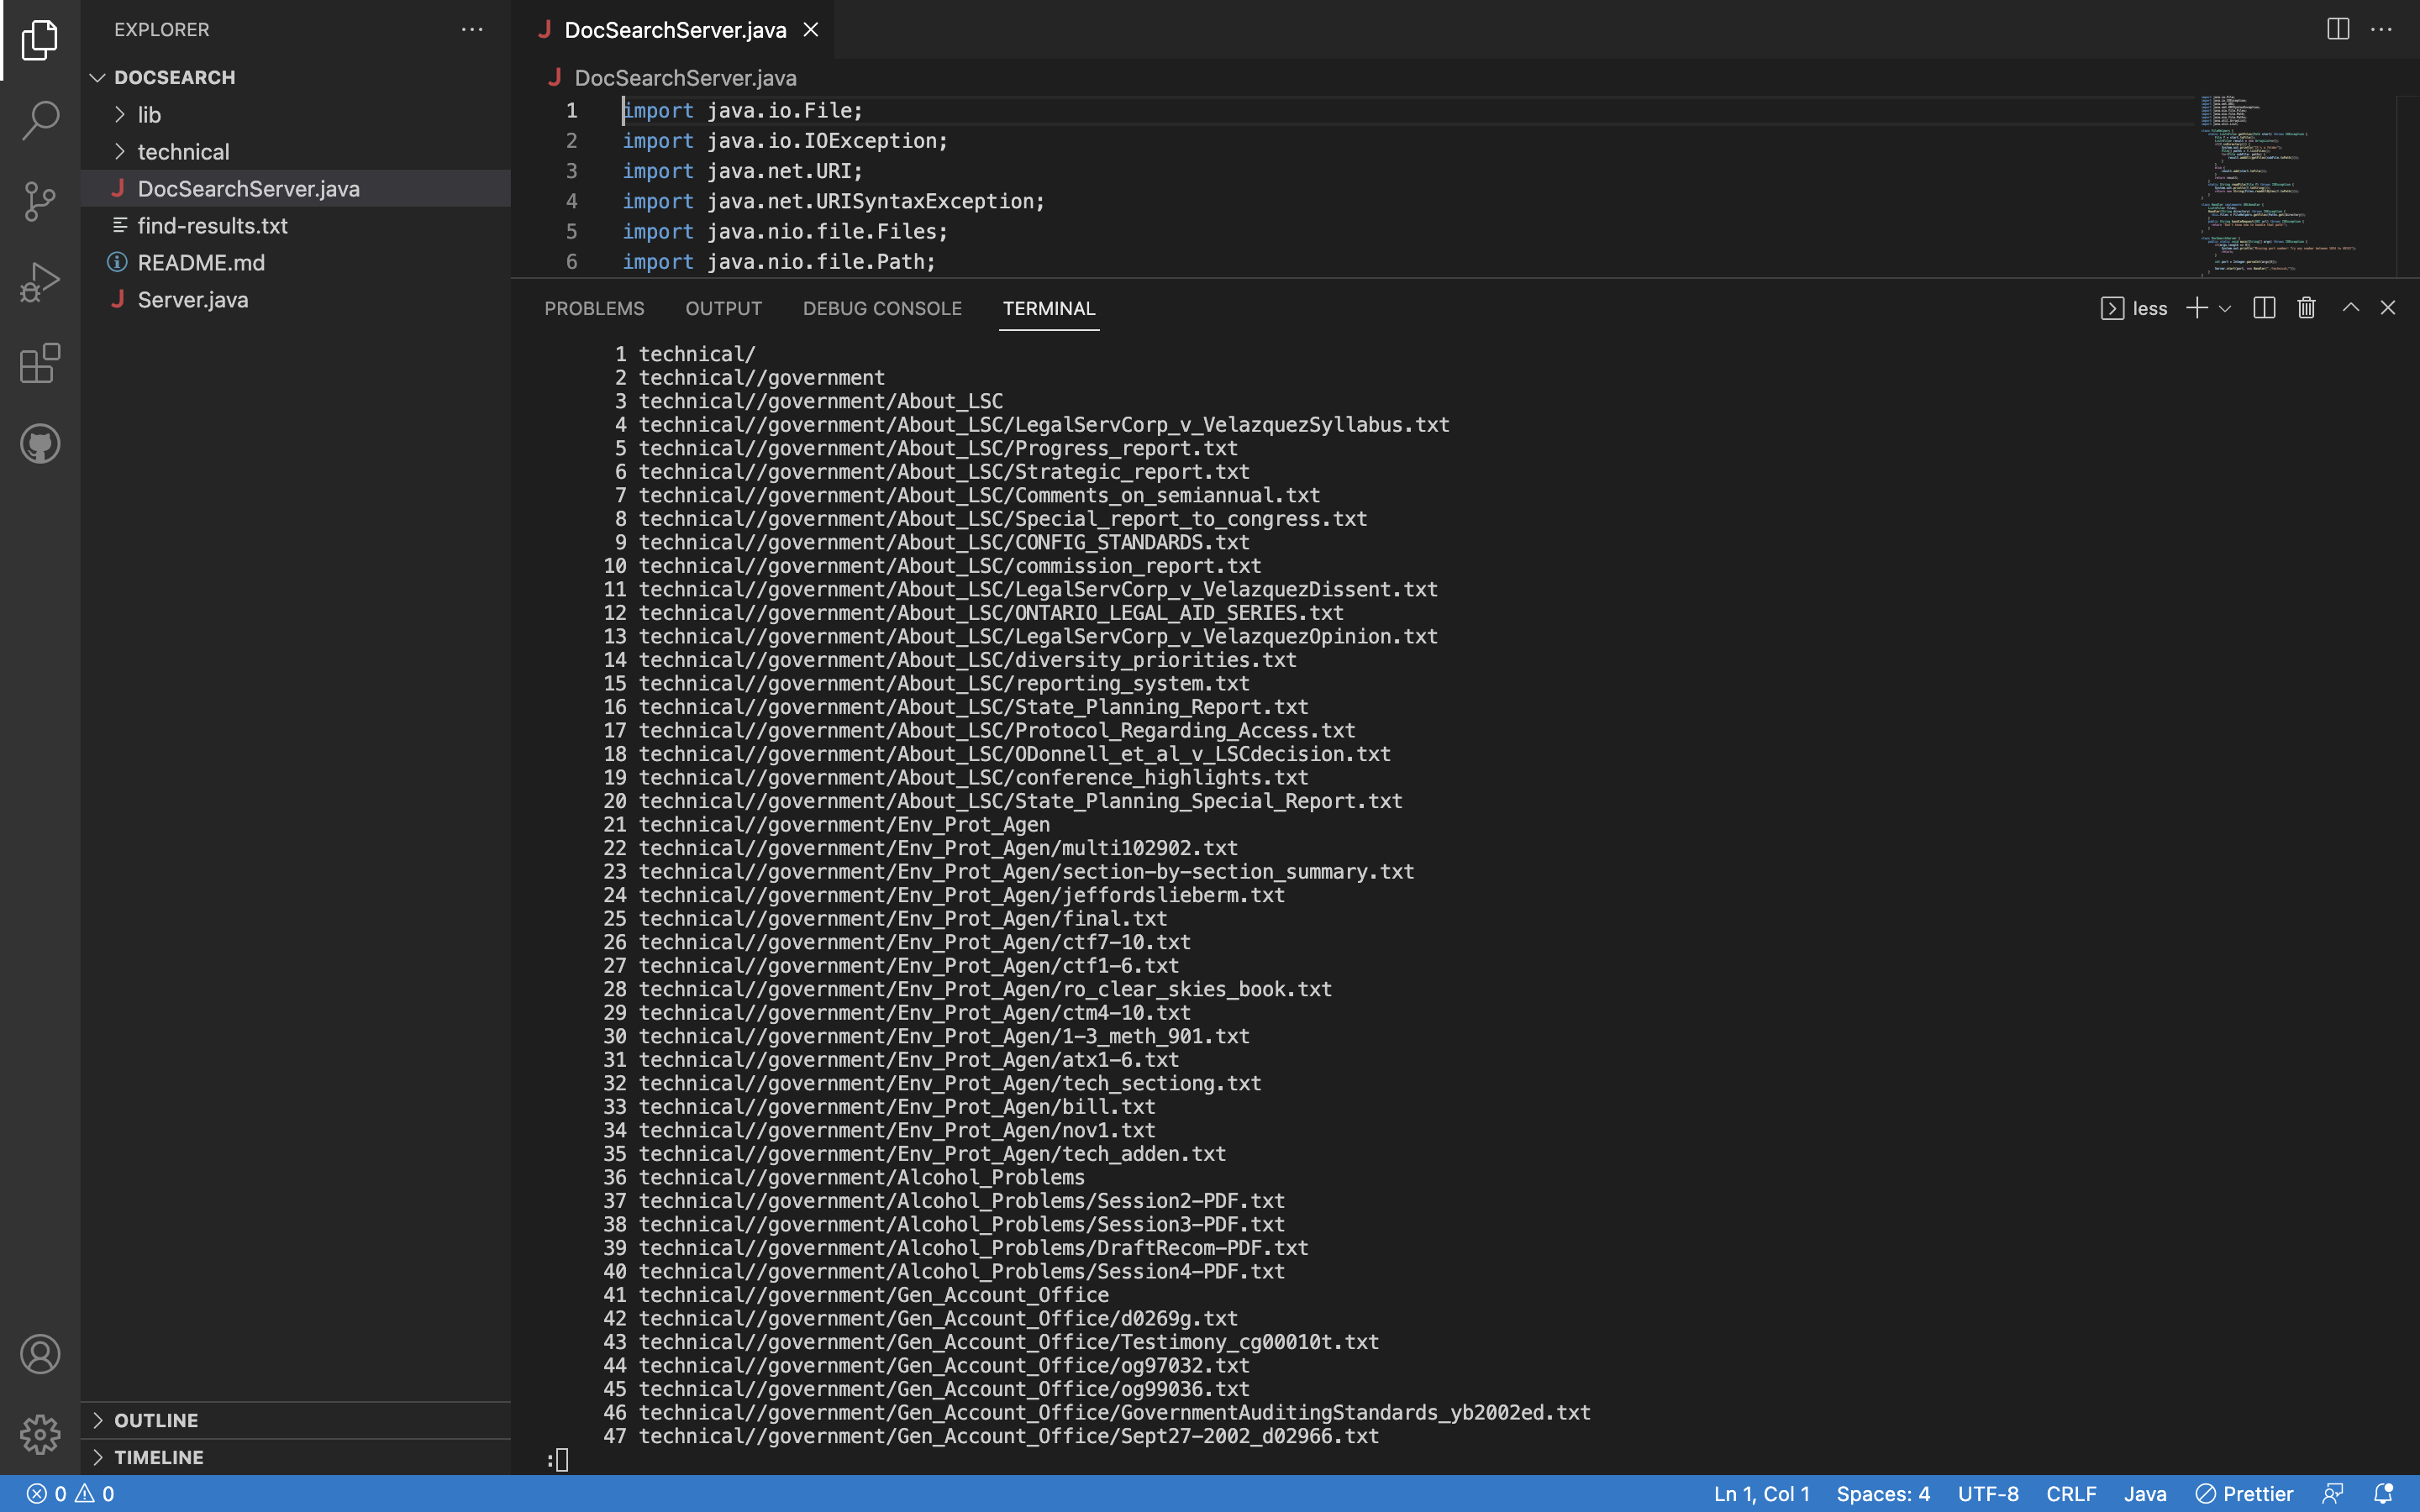 EXPLORER
DOCSEARCH
lib
technical
DocSearchServer.java
find-results.txt
README.md
Server.java
OUTLINE
TIMELINE
DocSearchServer.java
DocSearchServer.java
1 import java.io.File;
2 import java.io.IOException;
3 import java.net.URI;
4 import java.net.URISyntaxException;
5 import java.nio.file.Files;
6 import java.nio.file.Path;
PROBLEMS OUTPUT DEBUG CONSOLE TERMINAL less
1 technical/
2 technical//government
3 technical//government/About_LSC
4 technical//government/About_LSC/LegalServCorp_v_VelazquezSyllabus.txt
5 technical//government/About_LSC/Progress_report.txt
6 technical//government/About_LSC/Strategic_report.txt
7 technical//government/About_LSC/Comments_on_semiannual.txt
8 technical//government/About_LSC/Special_report_to_congress.txt
9 technical//government/About_LSC/CONFIG_STANDARDS.txt
10 technical//government/About_LSC/commission_report.txt
11 technical//government/About_LSC/LegalServCorp_v_VelazquezDissent.txt
12 technical//government/About_LSC/ONTARIO_LEGAL_AID_SERIES.txt
13 technical//government/About_LSC/LegalServCorp_v_VelazquezOpinion.txt
14 technical//government/About_LSC/diversity_priorities.txt
15 technical//government/About_LSC/reporting_system.txt
16 technical//government/About_LSC/State_Planning_Report.txt
17 technical//government/About_LSC/Protocol_Regarding_Access.txt
18 technical//government/About_LSC/ODonnell_et_al_v_LSCdecision.txt
19 technical//government/About_LSC/conference_highlights.txt
20 technical//government/About_LSC/State_Planning_Special_Report.txt
21 technical//government/Env_Prot_Agen
22 technical//government/Env_Prot_Agen/multi102902.txt
23 technical//government/Env_Prot_Agen/section-by-section_summary.txt
24 technical//government/Env_Prot_Agen/jeffordslieberm.txt
25 technical//government/Env_Prot_Agen/final.txt
26 technical//government/Env_Prot_Agen/ctf7-10.txt
27 technical//government/Env_Prot_Agen/ctf1-6.txt
28 technical//government/Env_Prot_Agen/ro_clear_skies_book.txt
29 technical//government/Env_Prot_Agen/ctm4-10.txt
30 technical//government/Env_Prot_Agen/1-3_meth_901.txt
31 technical//government/Env_Prot_Agen/atx1-6.txt
32 technical//government/Env_Prot_Agen/tech_sectiong.txt
33 technical//government/Env_Prot_Agen/bill.txt
34 technical//government/Env_Prot_Agen/nov1.txt
35 technical//government/Env_Prot_Agen/tech_adden.txt
36 technical//government/Alcohol_Problems
37 technical//government/Alcohol_Problems/Session2-PDF.txt
38 technical//government/Alcohol_Problems/Session3-PDF.txt
39 technical//government/Alcohol_Problems/DraftRecom-PDF.txt
40 technical//government/Alcohol_Problems/Session4-PDF.txt
41 technical//government/Gen_Account_Office
42 technical//government/Gen_Account_Office/d0269g.txt
43 technical//government/Gen_Account_Office/Testimony_cg00010t.txt
44 technical//government/Gen_Account_Office/og97032.txt
45 technical//government/Gen_Account_Office/og99036.txt
46 technical//government/Gen_Account_Office/GovernmentAuditingStandards_yb2002ed.txt
47 technical//government/Gen_Account_Office/Sept27-2002_d02966.txt
:
0 0 Ln 1, Col 1 Spaces: 4 UTF-8 CRLF Java Prettier